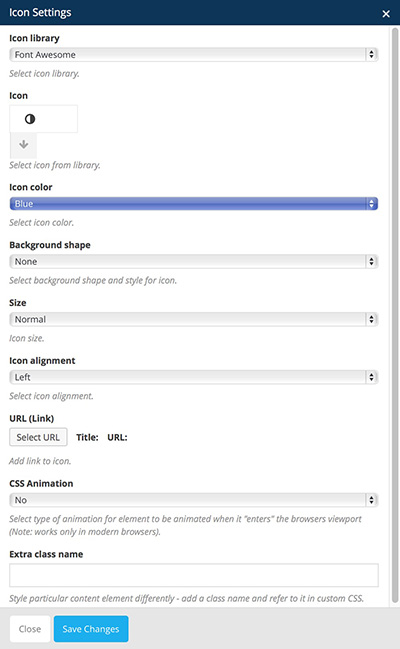 Icon Settings ×
Icon library
Font Awesome
Select icon library.
Icon
Select icon from library.
Icon color
Blue
Select icon color.
Background shape
None
Select background shape and style for icon.
Size
Normal
Icon size.
Icon alignment
Left
Select icon alignment.
URL (Link)
Select URL Title: URL:
Add link to icon.
CSS Animation
No
Select type of animation for element to be animated when it "enters" the browsers viewport
(Note: works only in modern browsers).
Extra class name
Style particular content element differently - add a class name and refer to it in custom CSS.
Close Save Changes